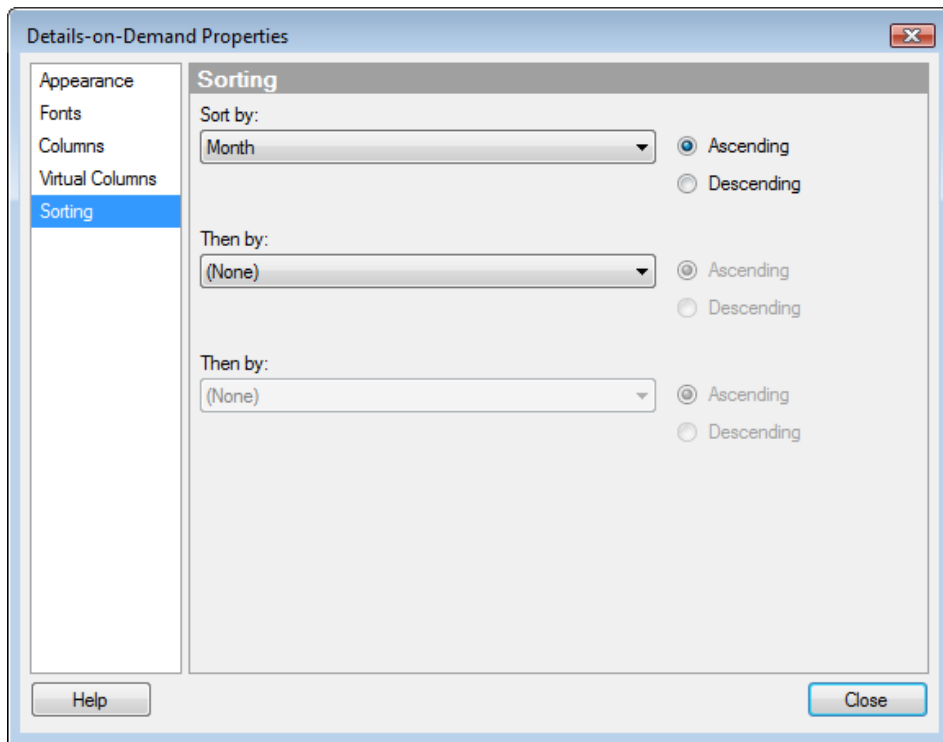 Details-on-Demand Properties
Appearance
Fonts
Columns
Virtual Columns
Sorting
Sorting
Sort by:
Month
Ascending
Descending
Then by:
(None)
Ascending
Descending
Then by:
(None)
Ascending
Descending
Help
Close